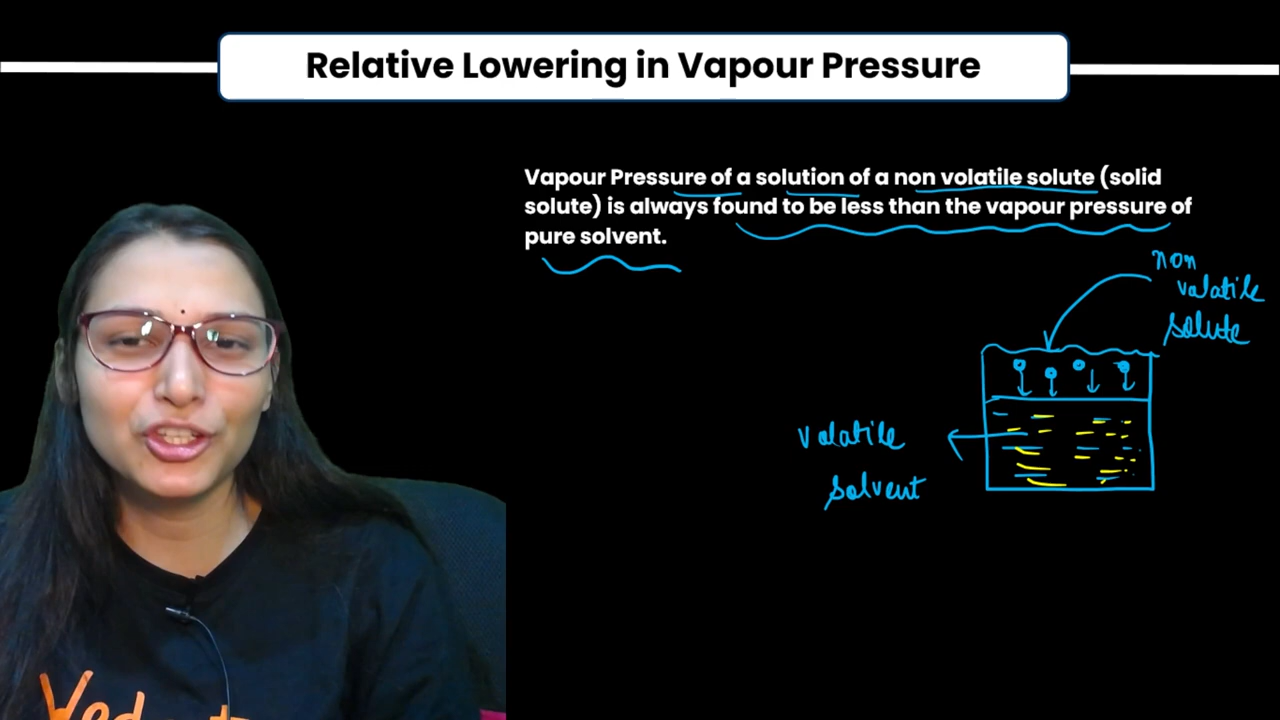 Relative Lowering in Vapour Pressure
Vapour Pressure of a solution of a non volatile solute (solid
solute) is always found to be less than the vapour pressure of
pure solvent.
non
volatile
solute
volatile
solvent